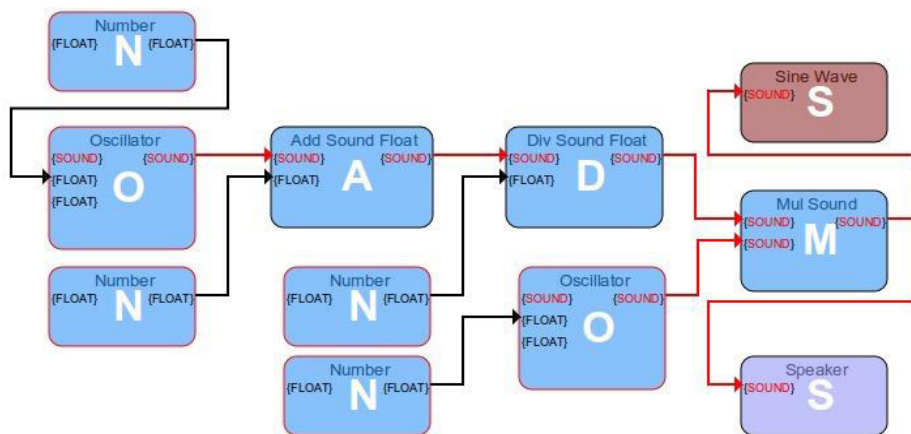 Number
{FLOAT} {FLOAT}
N
Oscillator
{SOUND} {SOUND}
{FLOAT}
{FLOAT}
O
Number
{FLOAT} {FLOAT}
N
Add Sound Float
{SOUND} {SOUND}
{FLOAT}
A
Number
{FLOAT} {FLOAT}
N
Number
{FLOAT} {FLOAT}
N
Div Sound Float
{SOUND} {SOUND}
{FLOAT}
D
Oscillator
{SOUND} {SOUND}
{FLOAT}
{FLOAT}
O
Sine Wave
{SOUND}
S
Mul Sound
{SOUND} {SOUND}
{SOUND}
M
Speaker
{SOUND}
S